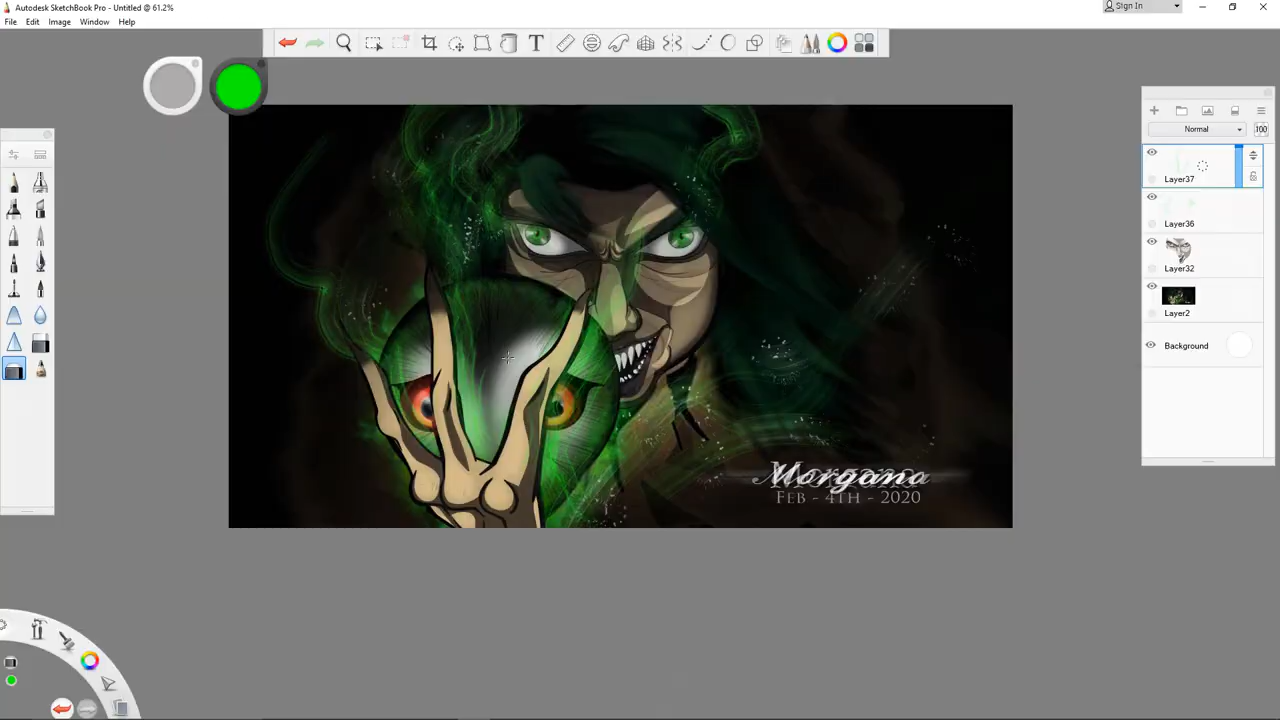 Autodesk SketchBook Pro - Untitled @ 61.2%
Sign In
File Edit Image Window Help
Normal 100
Layer37
Layer36
Layer32
Layer2
Background
Morgana
Morgana
Feb - 4th - 2020